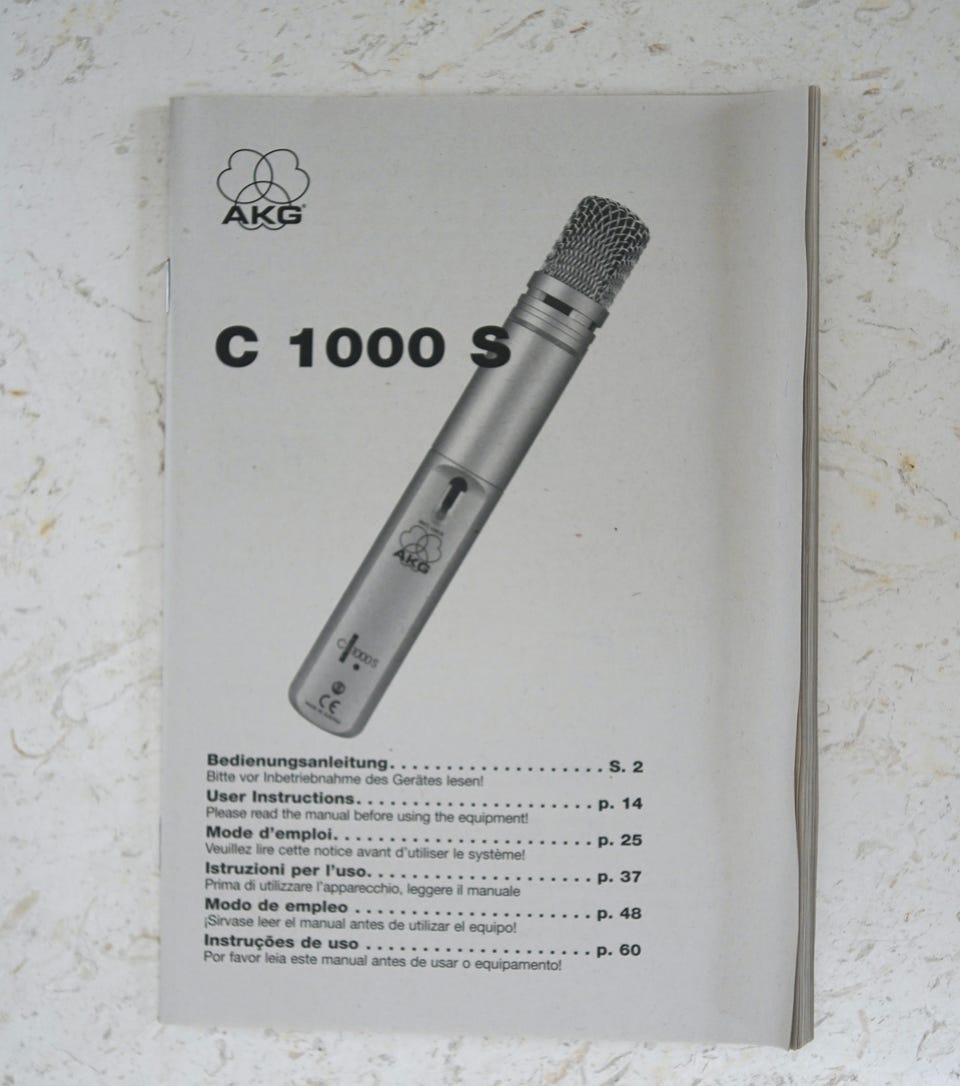 AKG®
C 1000 S
AKG
C 1000 S
CE
Bedienungsanleitung. . . . . . . . . . . . . . . . . . . S. 2
Bitte vor Inbetriebnahme des Gerätes lesen!
User Instructions. . . . . . . . . . . . . . . . . . . . . p. 14
Please read the manual before using the equipment!
Mode d'emploi. . . . . . . . . . . . . . . . . . . . . . . p. 25
Veuillez lire cette notice avant d'utiliser le système!
Istruzioni per l'uso. . . . . . . . . . . . . . . . . . . . p. 37
Prima di utilizzare l'apparecchio, leggere il manuale
Modo de empleo . . . . . . . . . . . . . . . . . . . . . p. 48
¡Sirvase leer el manual antes de utilizar el equipo!
Instruções de uso . . . . . . . . . . . . . . . . . . . . p. 60
Por favor leia este manual antes de usar o equipamento!